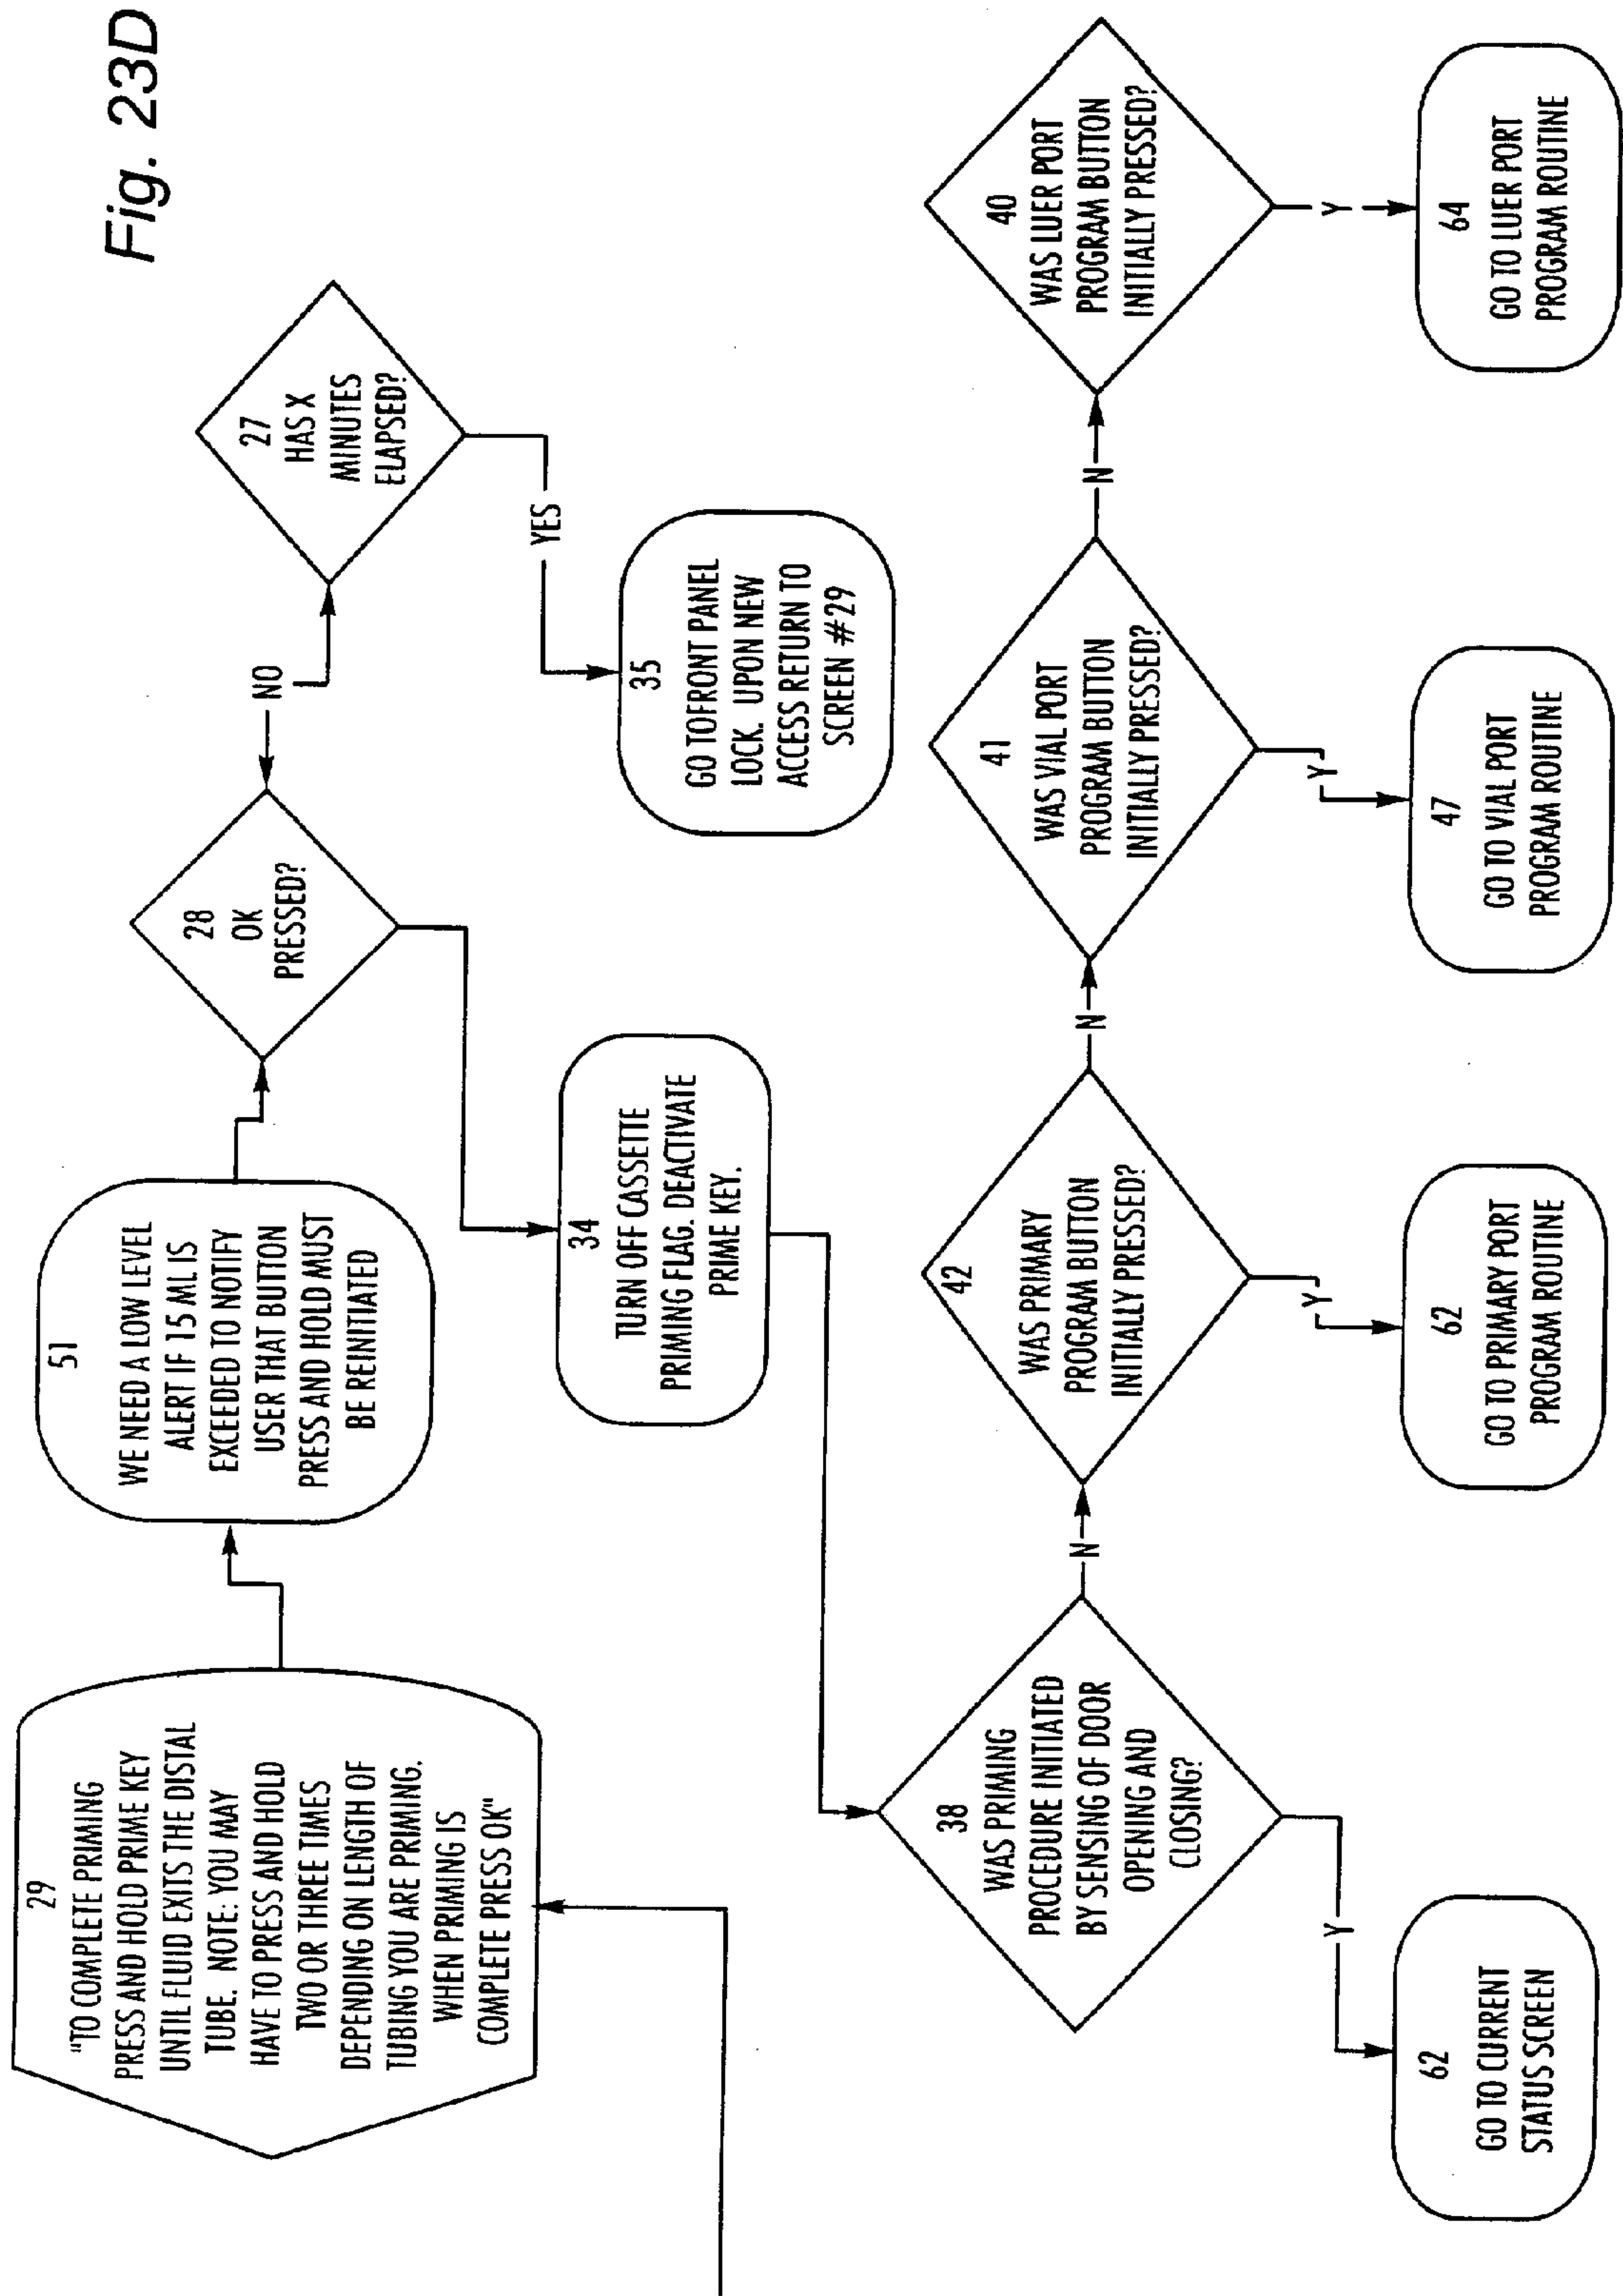 Fig. 23D
29
"TO COMPLETE PRIMING
PRESS AND HOLD PRIME KEY
UNTIL FLUID EXITS THE DISTAL
TUBE. NOTE: YOU MAY
HAVE TO PRESS AND HOLD
TWO OR THREE TIMES
DEPENDING ON LENGTH OF
TUBING YOU ARE PRIMING.
WHEN PRIMING IS
COMPLETE PRESS OK"
51
WE NEED A LOW LEVEL
ALERT IF 15 ML IS
EXCEEDED TO NOTIFY
USER THAT BUTTON
PRESS AND HOLD MUST
BE REINITIATED
28
OK
PRESSED?
NO
27
HAS X
MINUTES
ELAPSED?
YES
35
GO TOFRONT PANEL
LOCK. UPON NEW
ACCESS RETURN TO
SCREEN #29
34
TURN OFF CASSETTE
PRIMING FLAG. DEACTIVATE
PRIME KEY.
38
WAS PRIMING
PROCEDURE INITIATED
BY SENSING OF DOOR
OPENING AND
CLOSING?
N
42
WAS PRIMARY
PROGRAM BUTTON
INITIALLY PRESSED?
N
41
WAS VIAL PORT
PROGRAM BUTTON
INITIALLY PRESSED?
N
40
WAS LUER PORT
PROGRAM BUTTON
INITIALLY PRESSED?
Y
62
GO TO CURRENT
STATUS SCREEN
Y
62
GO TO PRIMARY PORT
PROGRAM ROUTINE
Y
47
GO TO VIAL PORT
PROGRAM ROUTINE
Y
64
GO TO LUER PORT
PROGRAM ROUTINE